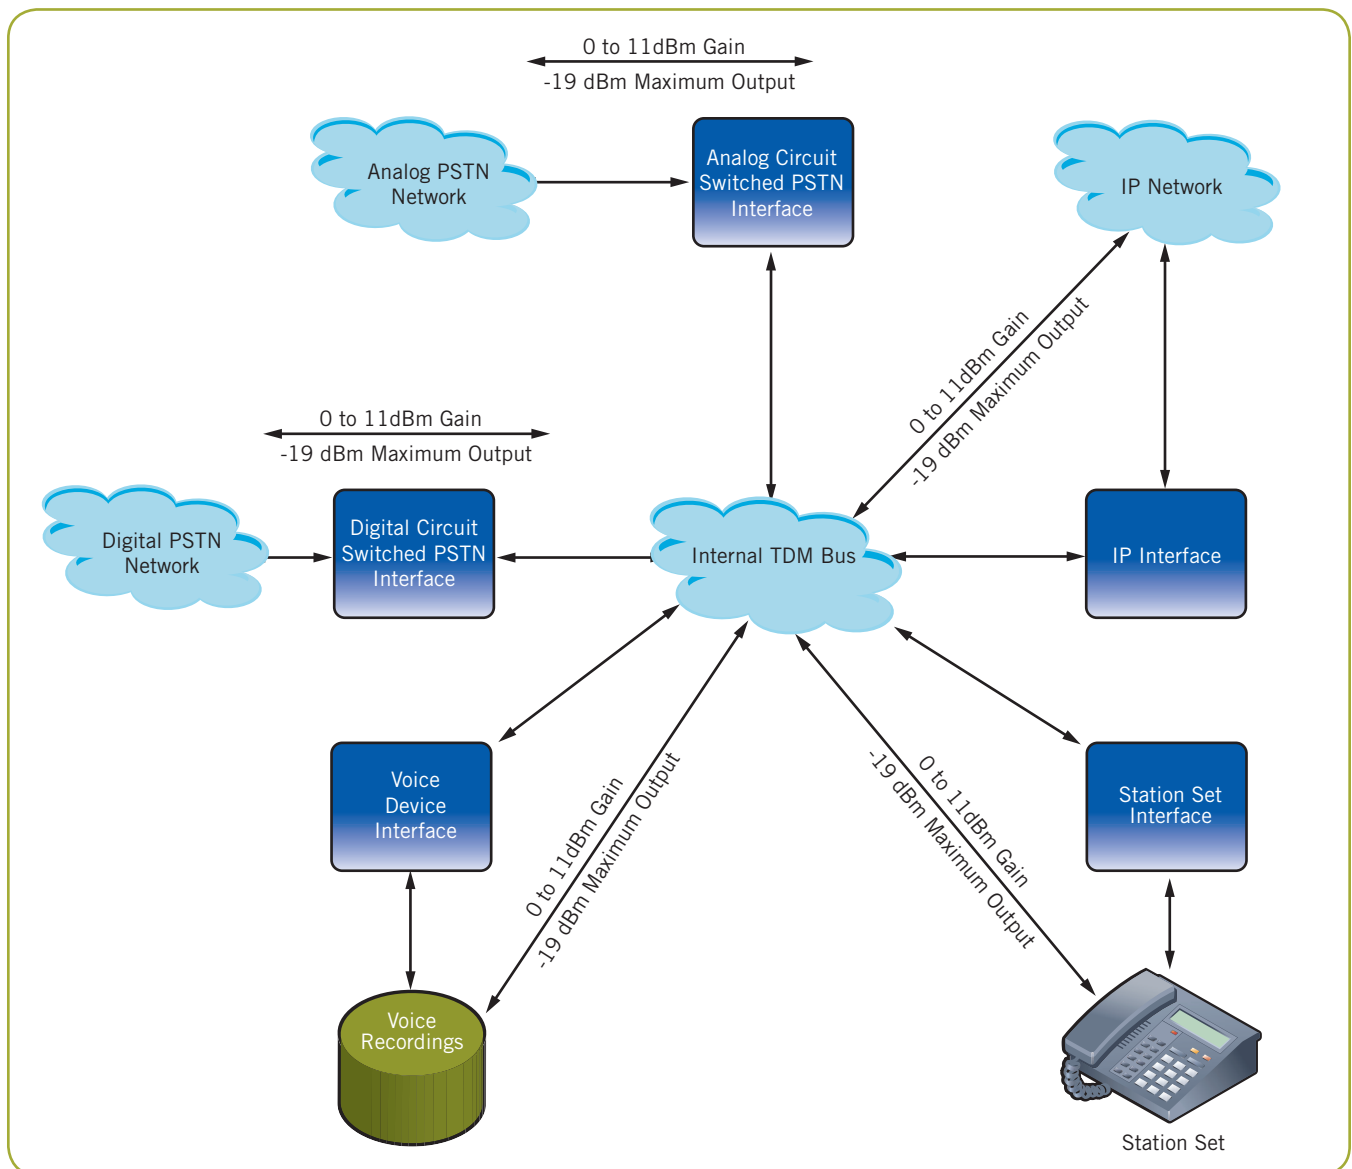 0 to 11dBm Gain
-19 dBm Maximum Output
Analog PSTN
Network
Analog Circuit
Switched PSTN
Interface
IP Network
0 to 11dBm Gain
-19 dBm Maximum Output
0 to 11dBm Gain
-19 dBm Maximum Output
Digital PSTN
Network
Digital Circuit
Switched PSTN
Interface
Internal TDM Bus
IP Interface
Voice
Device
Interface
0 to 11dBm Gain
-19 dBm Maximum Output
0 to 11dBm Gain
-19 dBm Maximum Output
Station Set
Interface
Voice
Recordings
Station Set